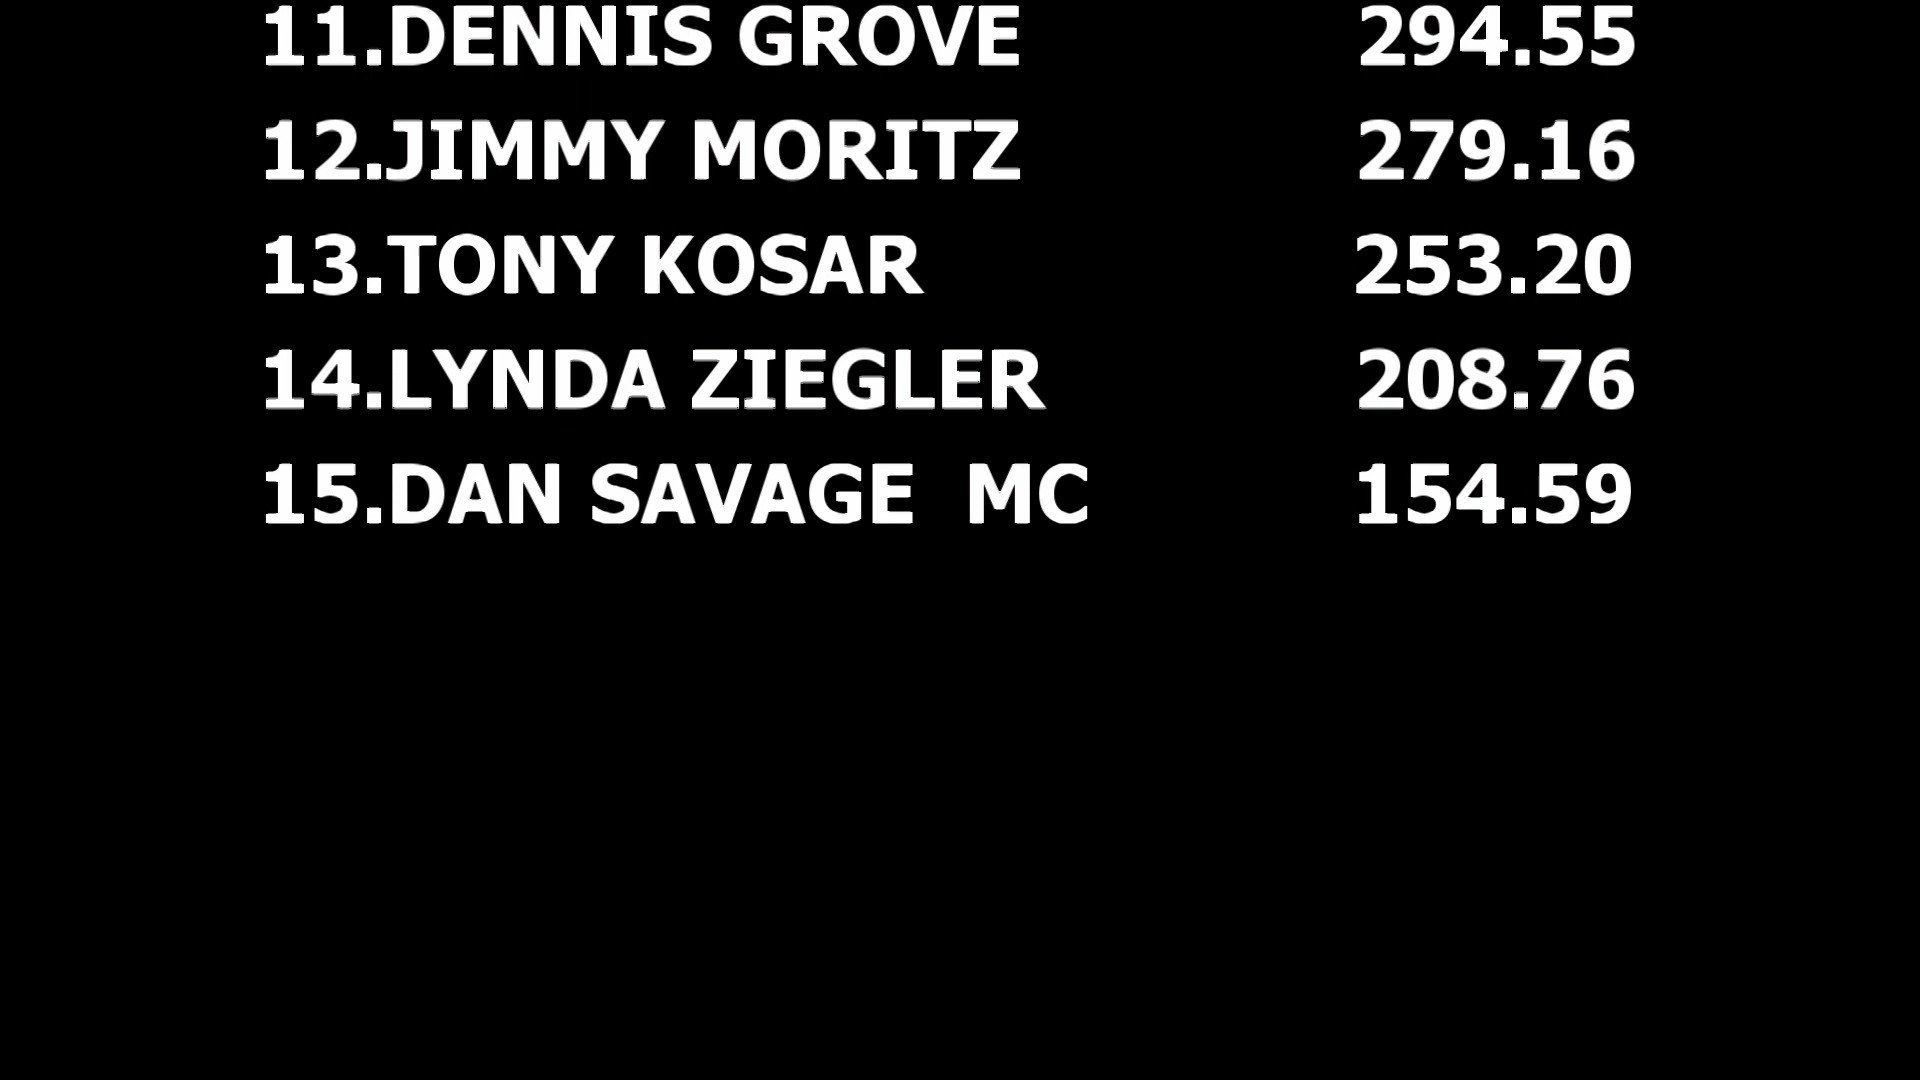 11.DENNIS GROVE 294.55
12.JIMMY MORITZ 279.16
13.TONY KOSAR 253.20
14.LYNDA ZIEGLER 208.76
15.DAN SAVAGE  MC 154.59